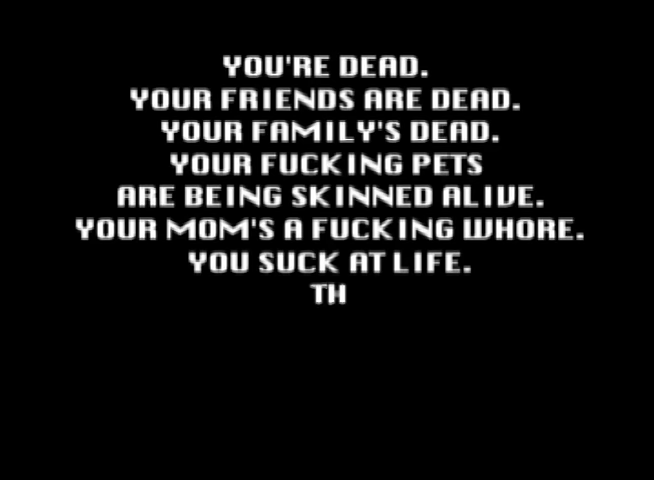 YOU'RE DEAD.
YOUR FRIENDS ARE DEAD.
YOUR FAMILY'S DEAD.
YOUR FUCKING PETS
ARE BEING SKINNED ALIVE.
YOUR MOM'S A FUCKING WHORE.
YOU SUCK AT LIFE.
TH